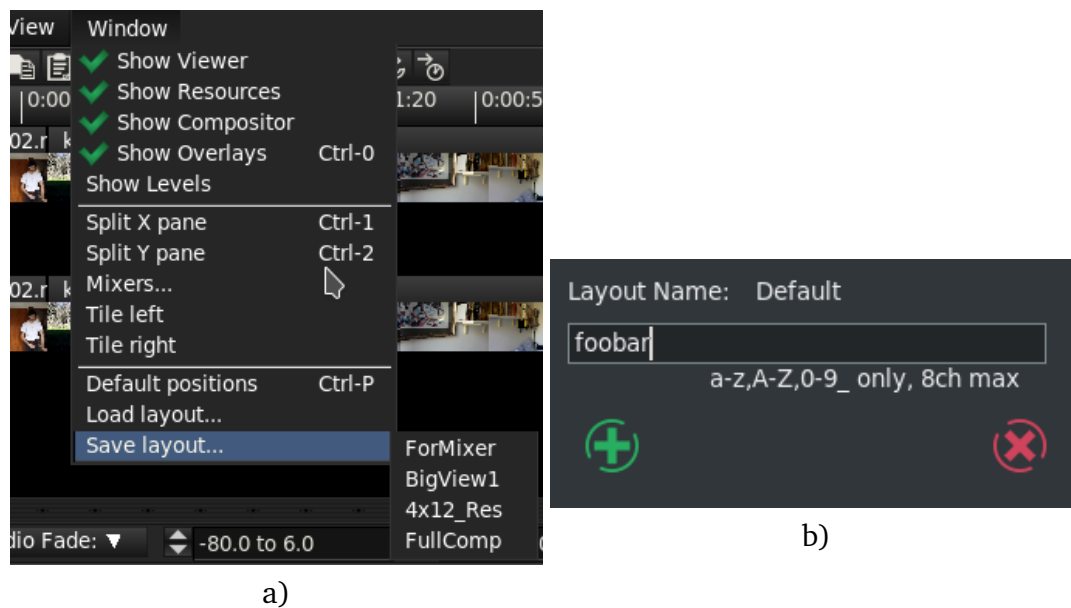 View Window
Show Viewer
Show Resources
0:00 1:20 0:00:5
Show Compositor
02.r k
Show Overlays Ctrl-0
Show Levels
Split X pane Ctrl-1
Split Y pane Ctrl-2
Mixers...
02.r k
Tile left
Tile right
Default positions Ctrl-P
Load layout...
Save layout...
ForMixer
BigView1
4x12_Res
FullComp
dio Fade: -80.0 to 6.0
a)
Layout Name: Default
foobar
a-z,A-Z,0-9_ only, 8ch max
b)